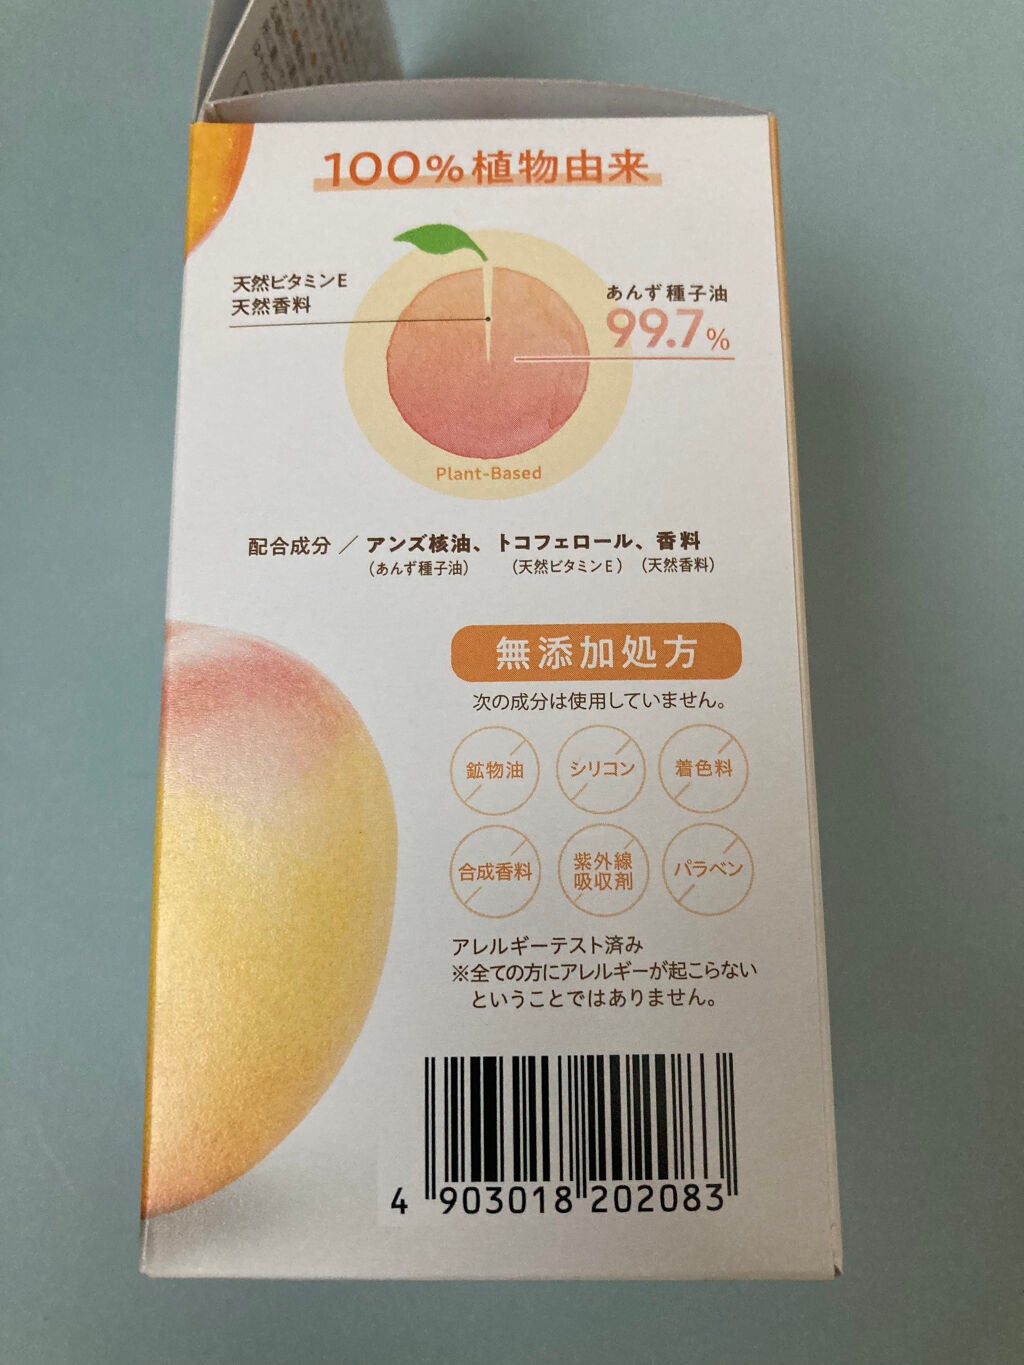 100%植物由来
天然ビタミンE
天然香料
あんず種子油
99.7%
Plant-Based
配合成分／アンズ核油、トコフェロール、香料
(あんず種子油) (天然ビタミンE) (天然香料)
無添加処方
次の成分は使用していません。
鉱物油 シリコン 着色料
合成香料 紫外線吸収剤 パラベン
アレルギーテスト済み
※全ての方にアレルギーが起こらない
ということではありません。
4 903018 202083